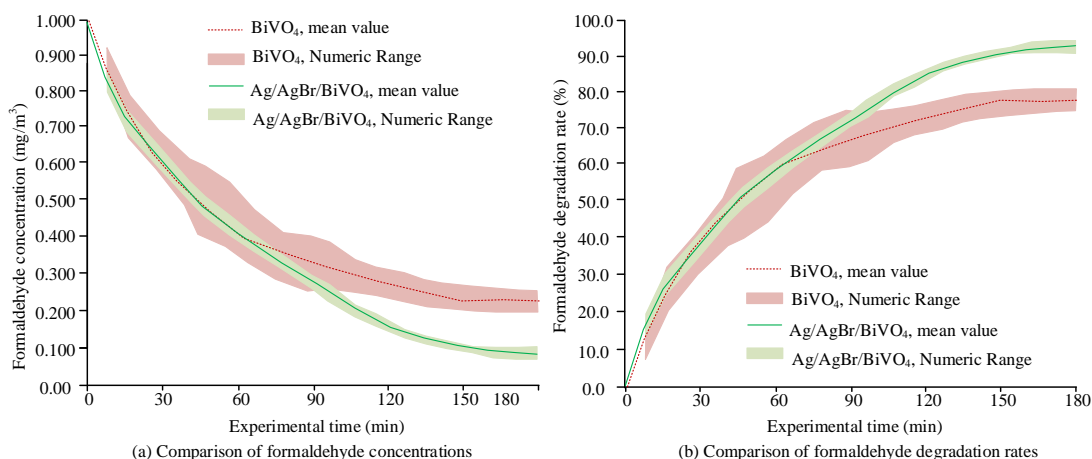 Formaldehyde concentration (mg/m³)
1.000
0.900
0.800
0.700
0.600
0.500
0.400
0.300
0.200
0.100
0.00
0 30 60 90 120 150 180
Experimental time (min)
BiVO₄, mean value
BiVO₄, Numeric Range
Ag/AgBr/BiVO₄, mean value
Ag/AgBr/BiVO₄, Numeric Range
(a) Comparison of formaldehyde concentrations
Formaldehyde degradation rate (%)
100.0
90.0
80.0
70.0
60.0
50.0
40.0
30.0
20.0
10.0
0.0
0 30 60 90 120 150 180
Experimental time (min)
BiVO₄, mean value
BiVO₄, Numeric Range
Ag/AgBr/BiVO₄, mean value
Ag/AgBr/BiVO₄, Numeric Range
(b) Comparison of formaldehyde degradation rates